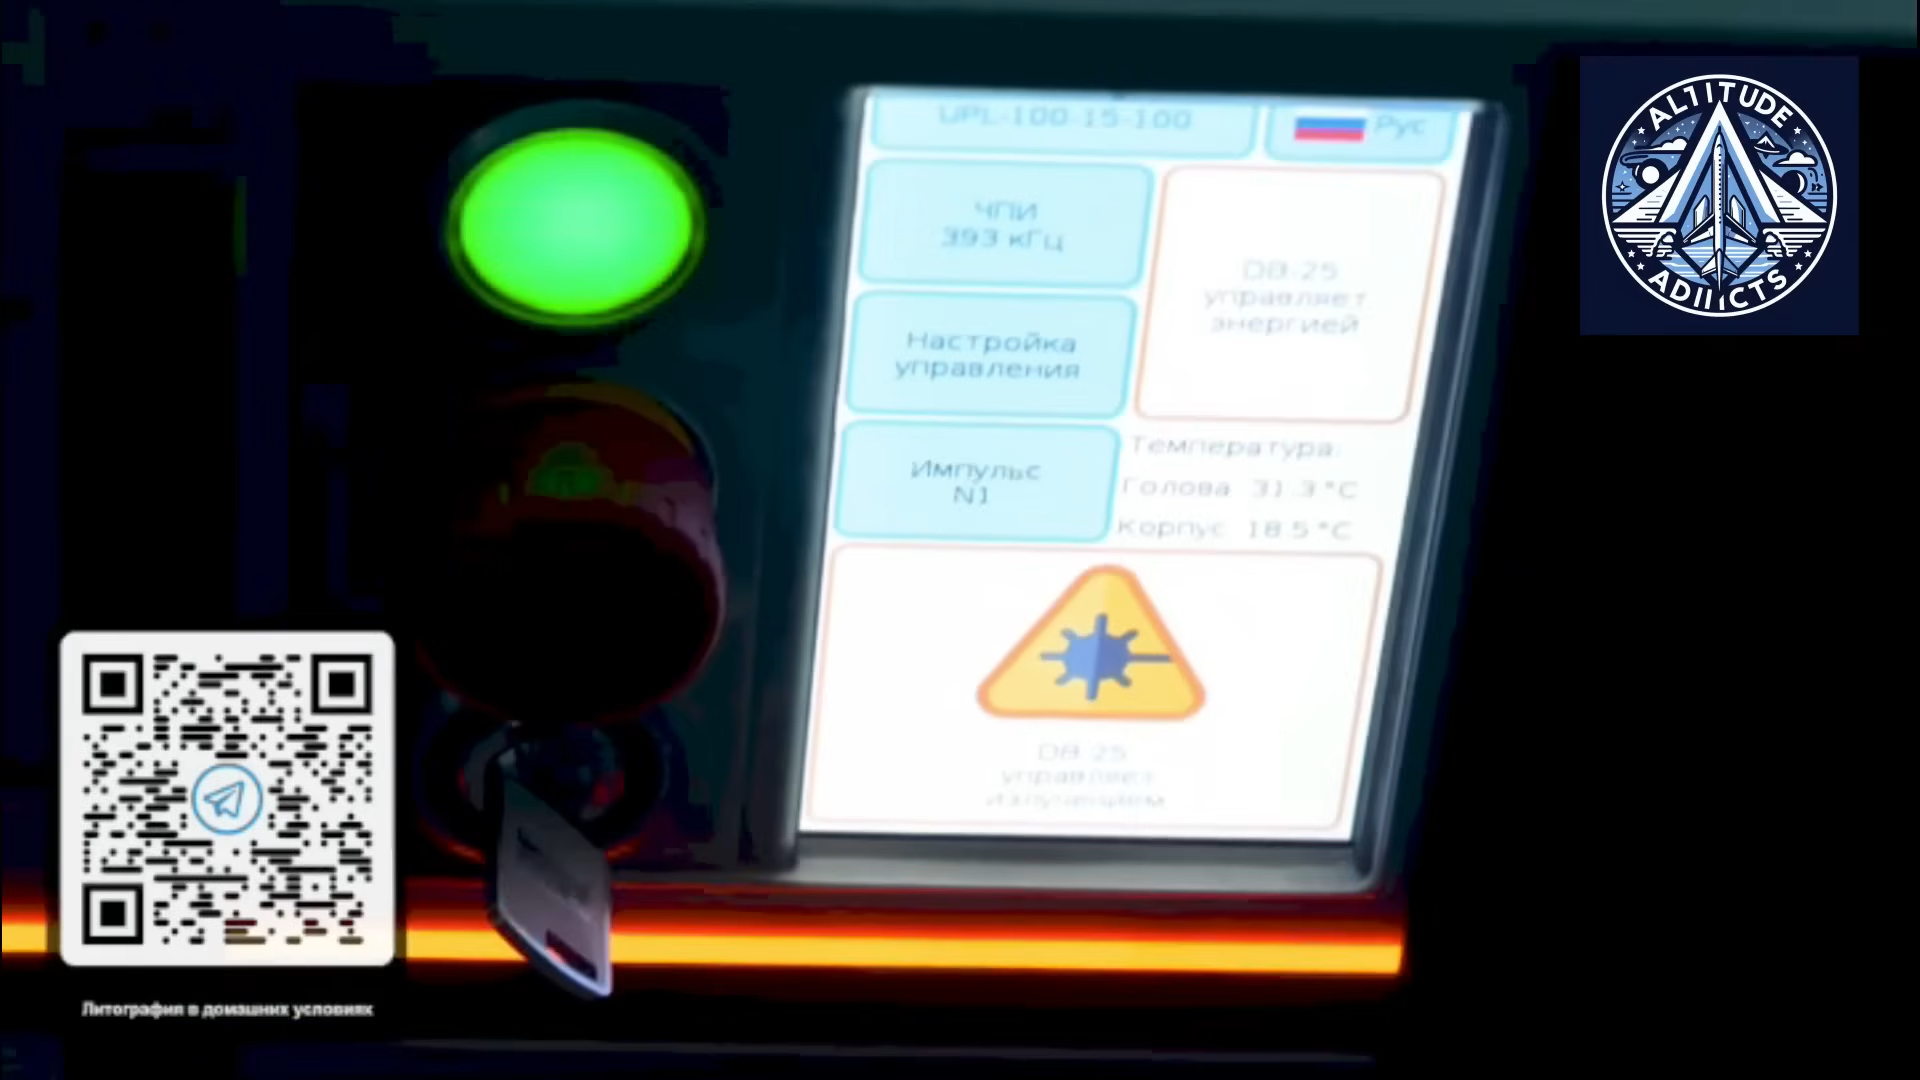 UPL-100-15-100
Рус
ЧПИ
393 кГц
DB-25
управляет
энергией
Настройка
управления
Импульс
N1
Температура:
Голова 31.3 °C
Корпус 18.5 °C
DB-25
управляет
излучением
ALTITUDE
ADIICTS
Литография в домашних условиях